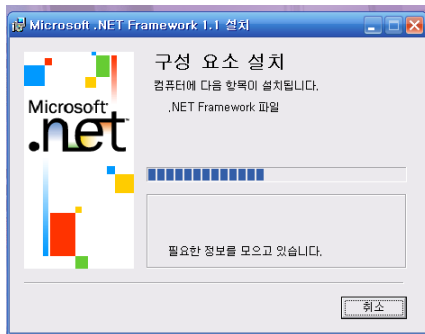 Microsoft .NET Framework 1.1 설치
Microsoft
.net
구성 요소 설치
컴퓨터에 다음 항목이 설치됩니다.
.NET Framework 파일
필요한 정보를 모으고 있습니다.
취소